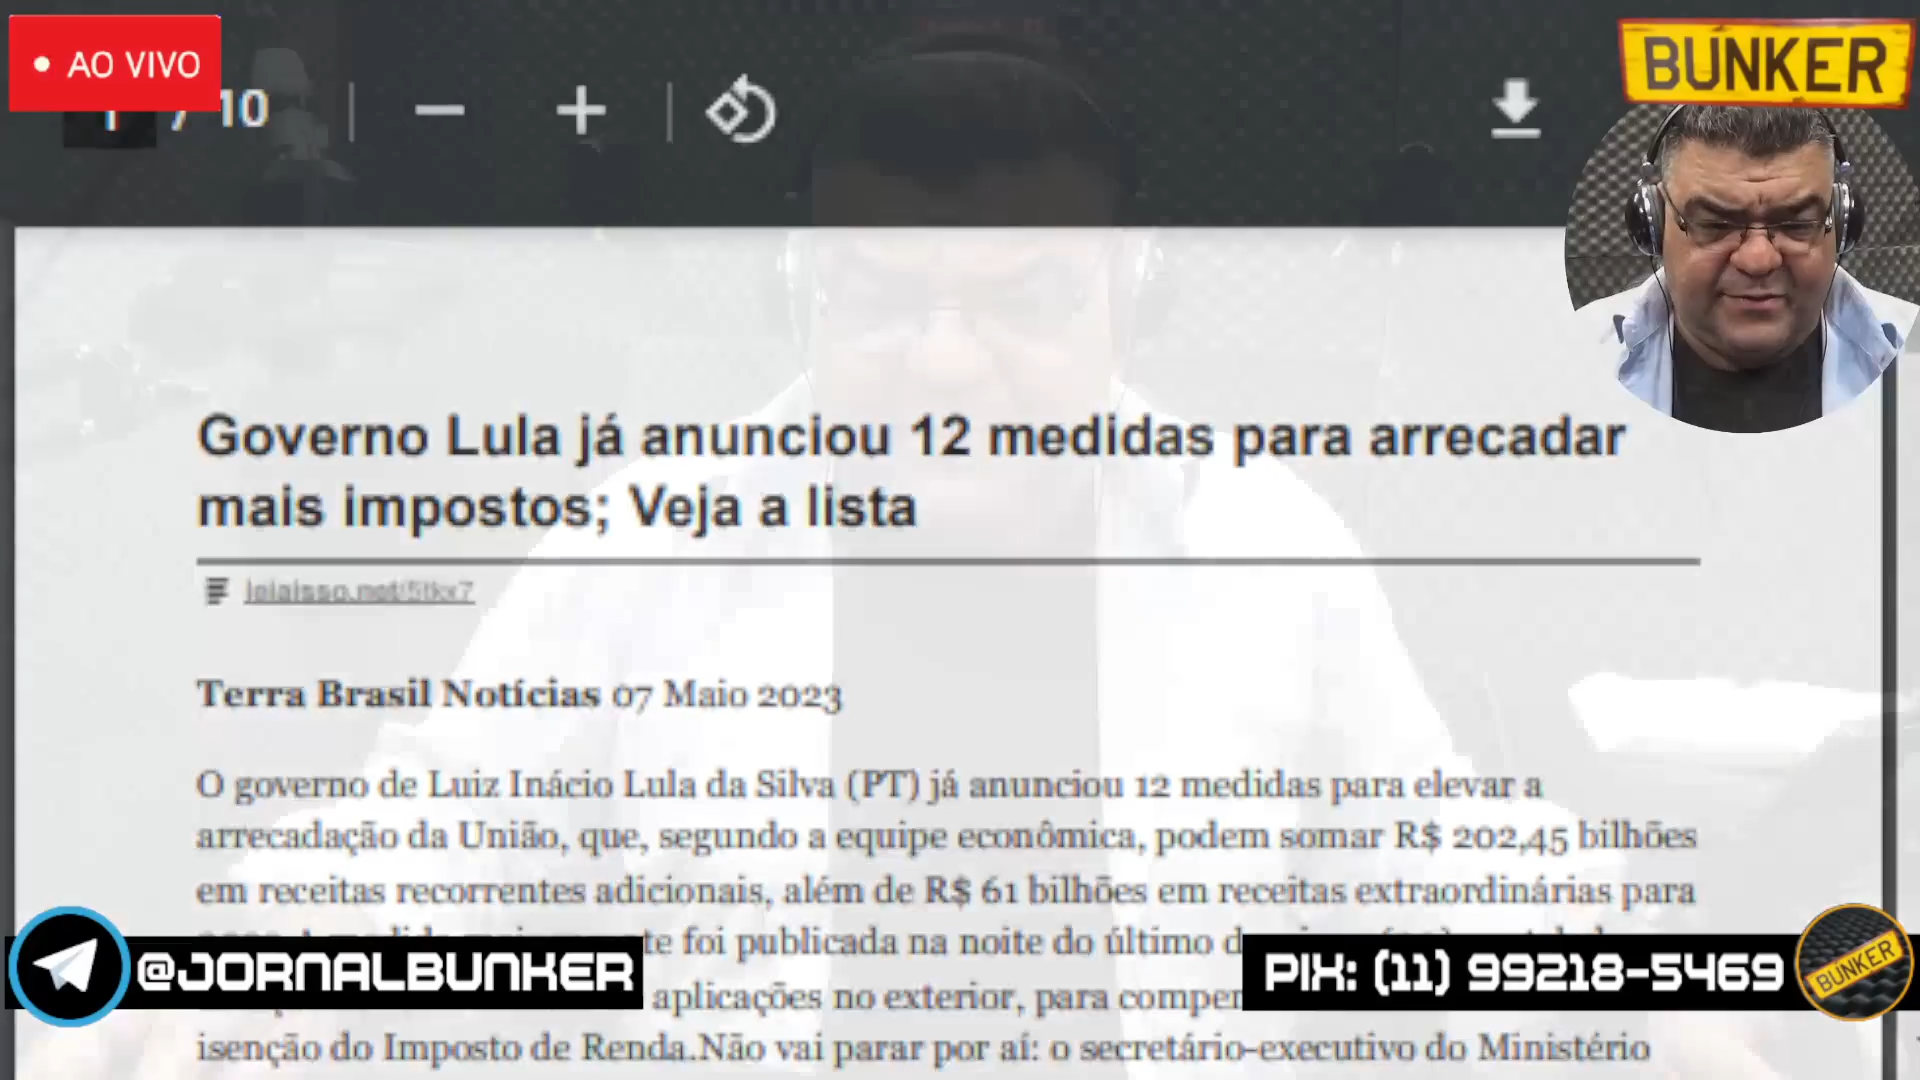 AO VIVO
/ 10
BUNKER
Governo Lula já anunciou 12 medidas para arrecadar
mais impostos; Veja a lista
leiaisso.net/5tkx7
Terra Brasil Notícias 07 Maio 2023
O governo de Luiz Inácio Lula da Silva (PT) já anunciou 12 medidas para elevar a
arrecadação da União, que, segundo a equipe econômica, podem somar R$ 202,45 bilhões
em receitas recorrentes adicionais, além de R$ 61 bilhões em receitas extraordinárias para
te foi publicada na noite do último
aplicações no exterior, para
isenção do Imposto de Renda.Não vai parar por aí: o secretário-executivo do Ministério
@JORNALBUNKER
PIX: (11) 99218-5469
BUNKER